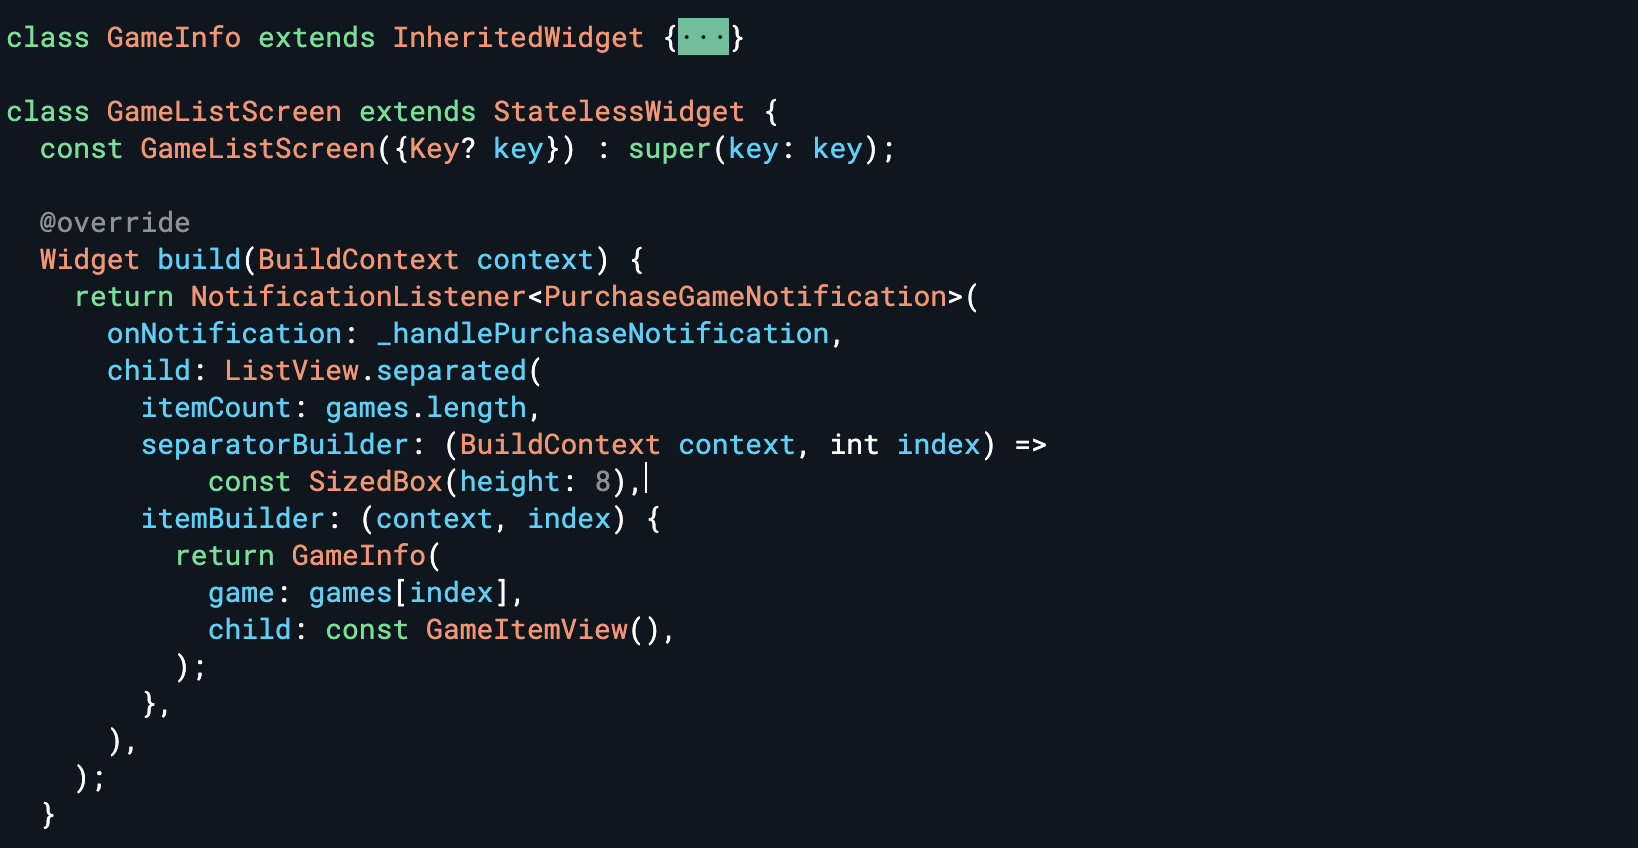 class GameInfo extends InheritedWidget {···}
class GameListScreen extends StatelessWidget {
  const GameListScreen({Key? key}) : super(key: key);
  @override
  Widget build(BuildContext context) {
    return NotificationListener<PurchaseGameNotification>(
      onNotification: _handlePurchaseNotification,
      child: ListView.separated(
        itemCount: games.length,
        separatorBuilder: (BuildContext context, int index) =>
            const SizedBox(height: 8),
        itemBuilder: (context, index) {
          return GameInfo(
            game: games[index],
            child: const GameItemView(),
          );
        },
      ),
    );
  }